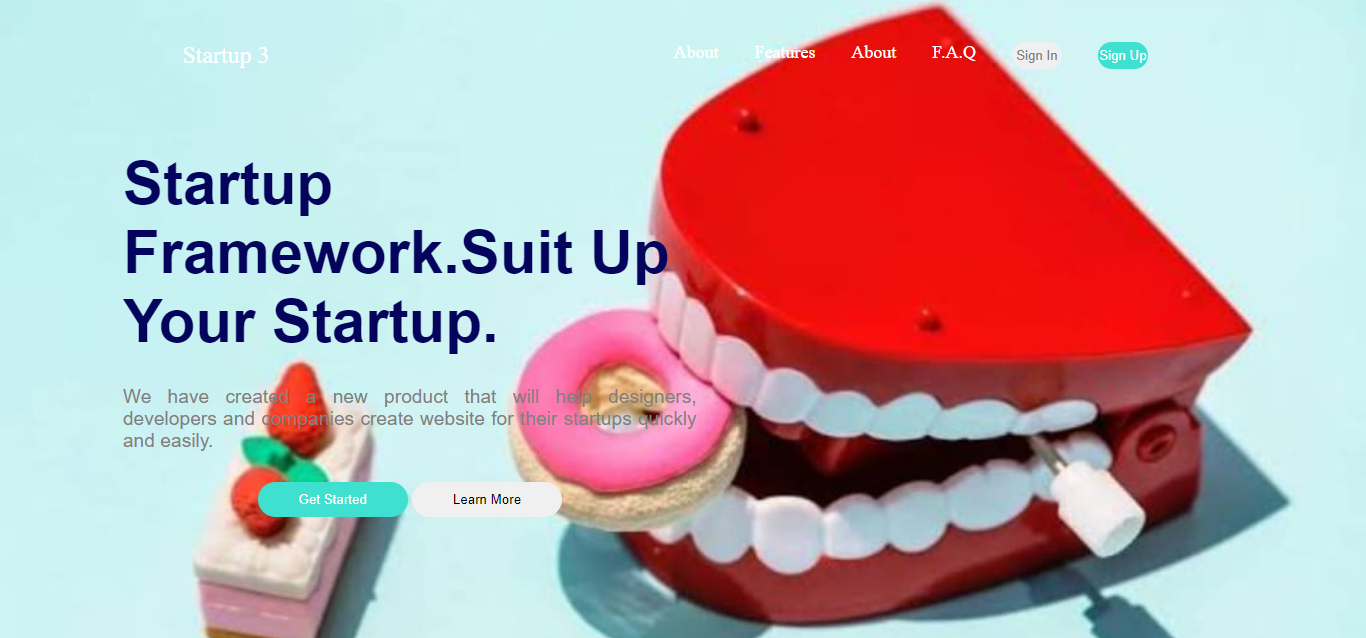 Startup 3
About Features About F.A.Q Sign In Sign Up
Startup
Framework.Suit Up
Your Startup.
We have created a new product that will help designers,
developers and companies create website for their startups quickly
and easily.
Get Started Learn More